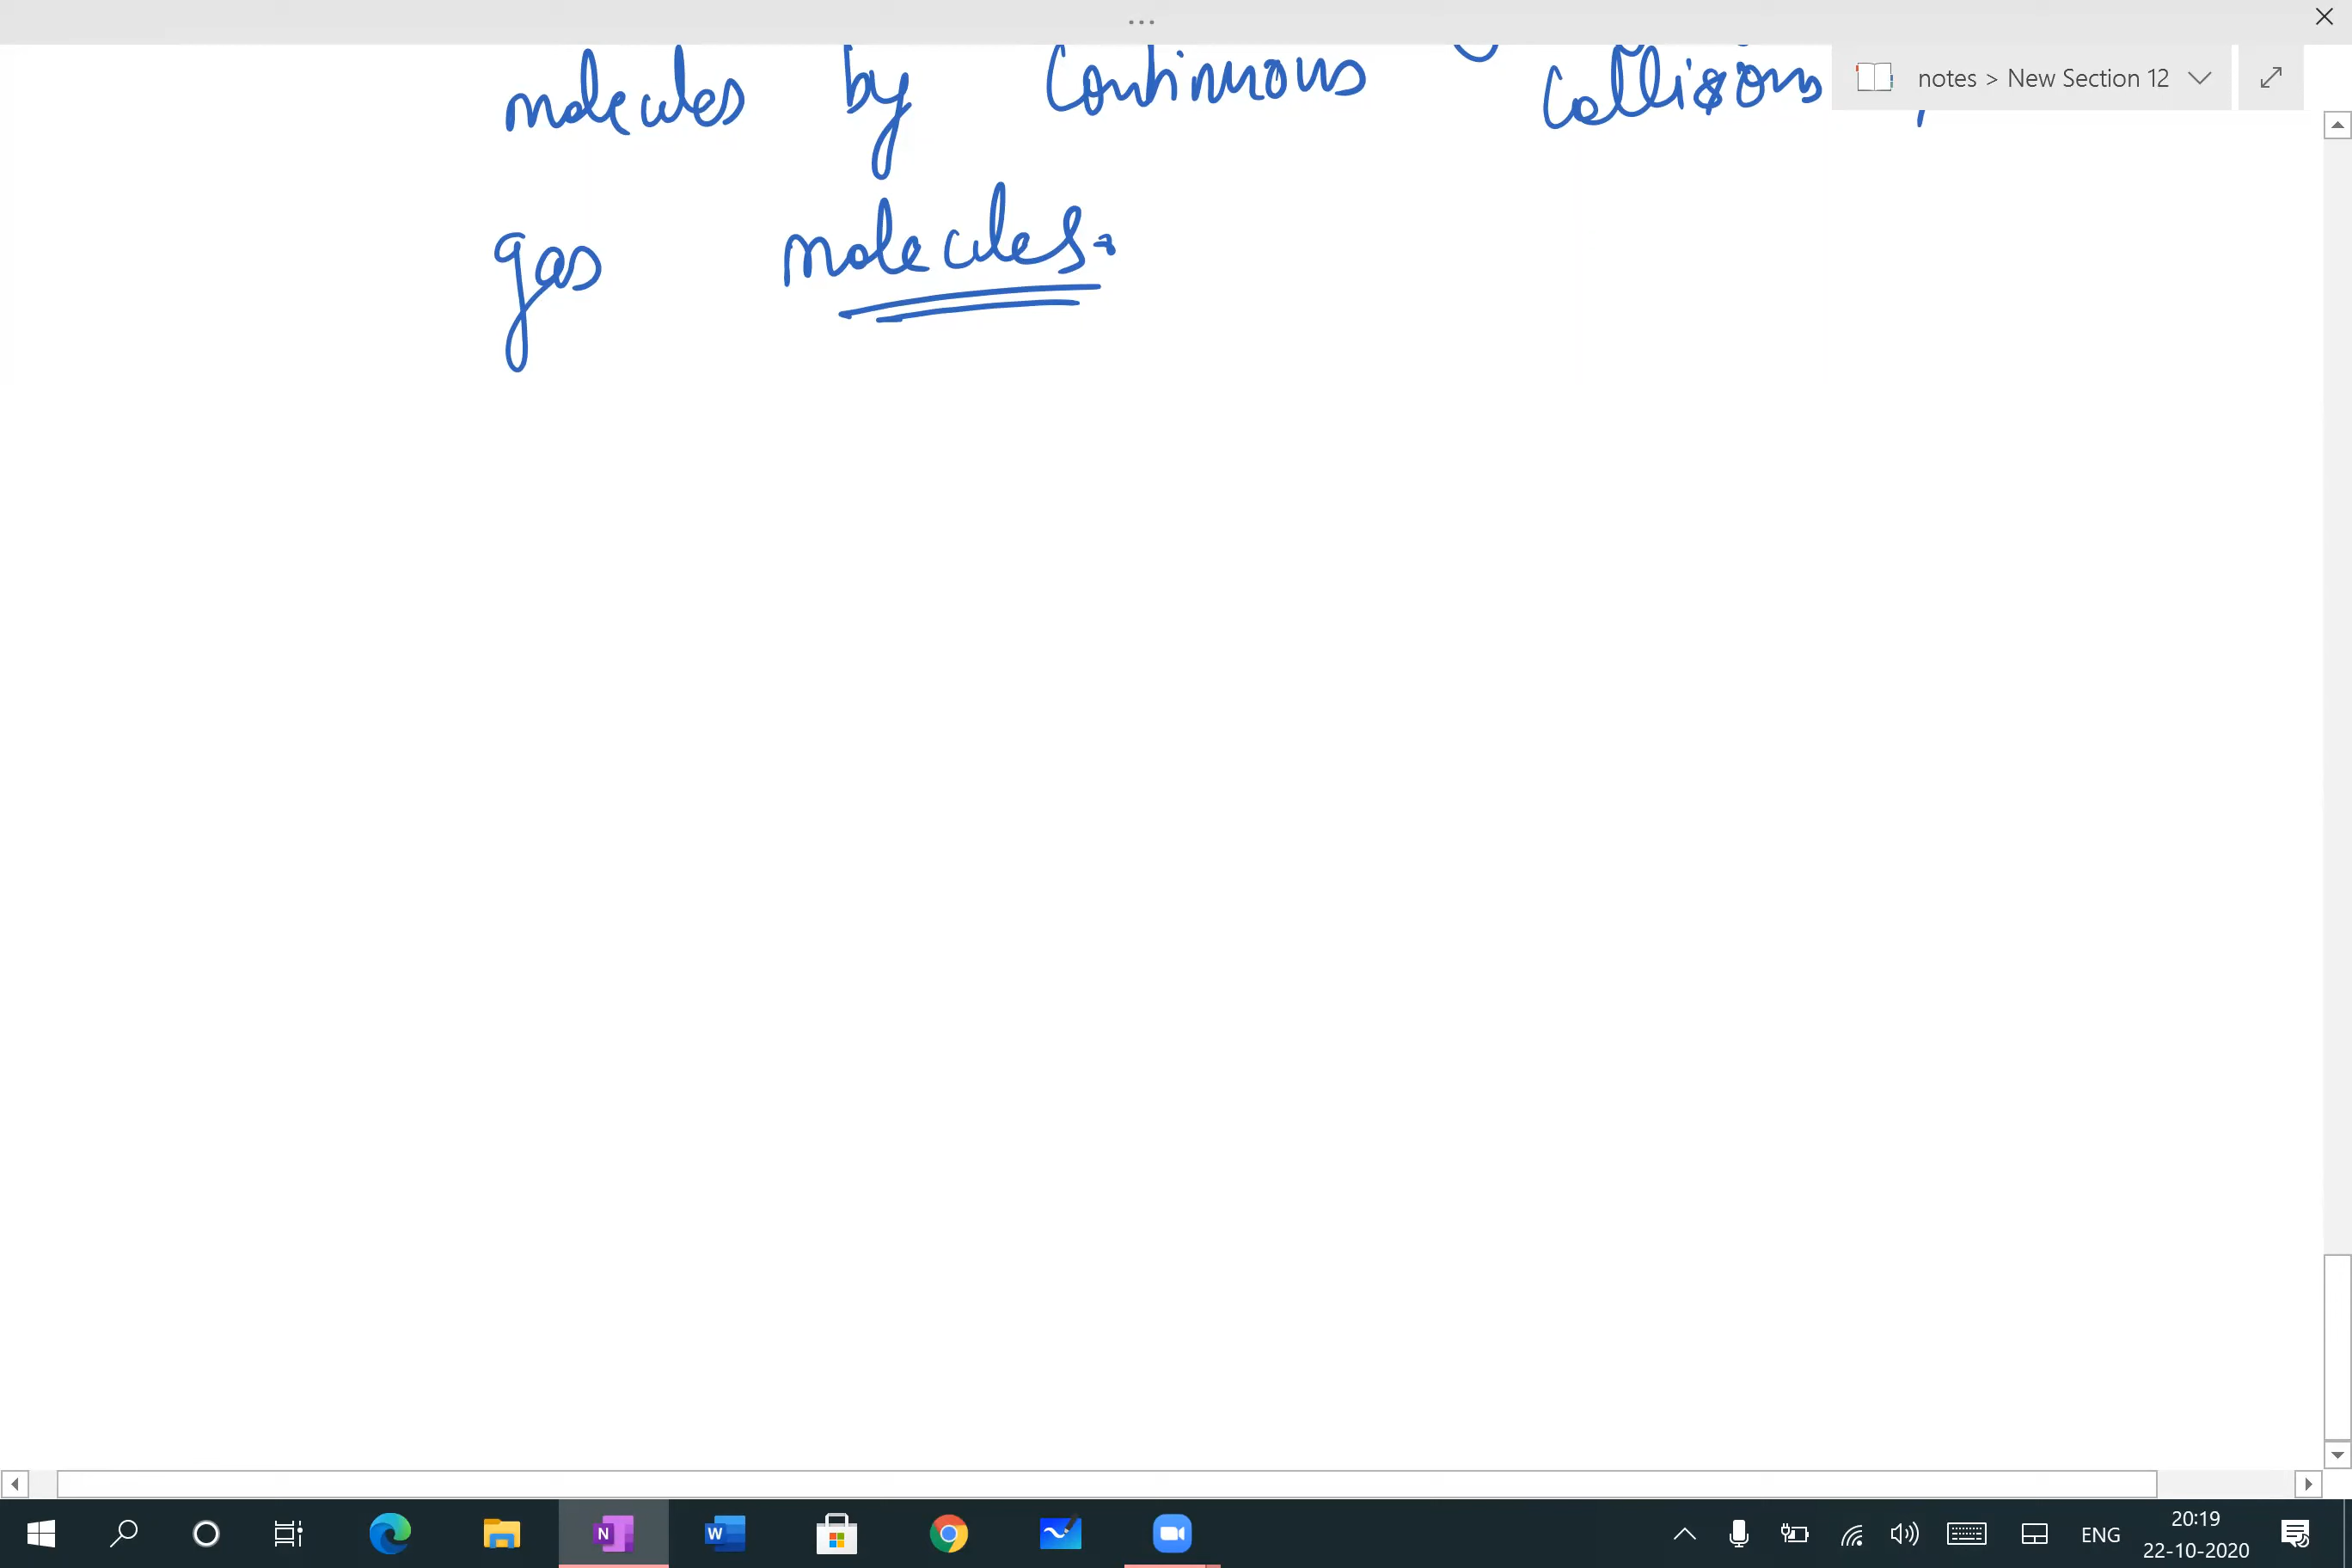 notes > New Section 12
molecules by Continuous Collisions
gas molecules.
N
W
ENG
20:19
22-10-2020